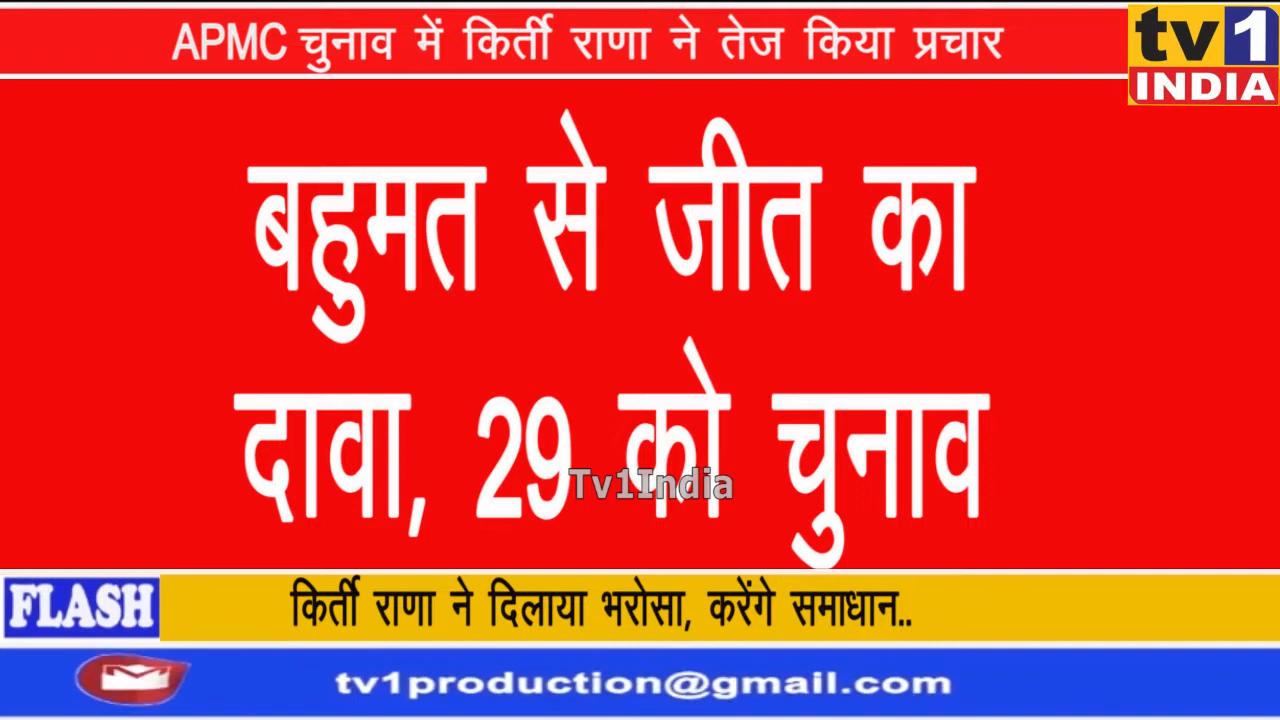 APMC चुनाव में किर्ती राणा ने तेज किया प्रचार
tv1
INDIA
बहुमत से जीत का
दावा, 29 को चुनाव
Tv1India
FLASH
किर्ती राणा ने दिलाया भरोसा, करेंगे समाधान..
tv1production@gmail.com